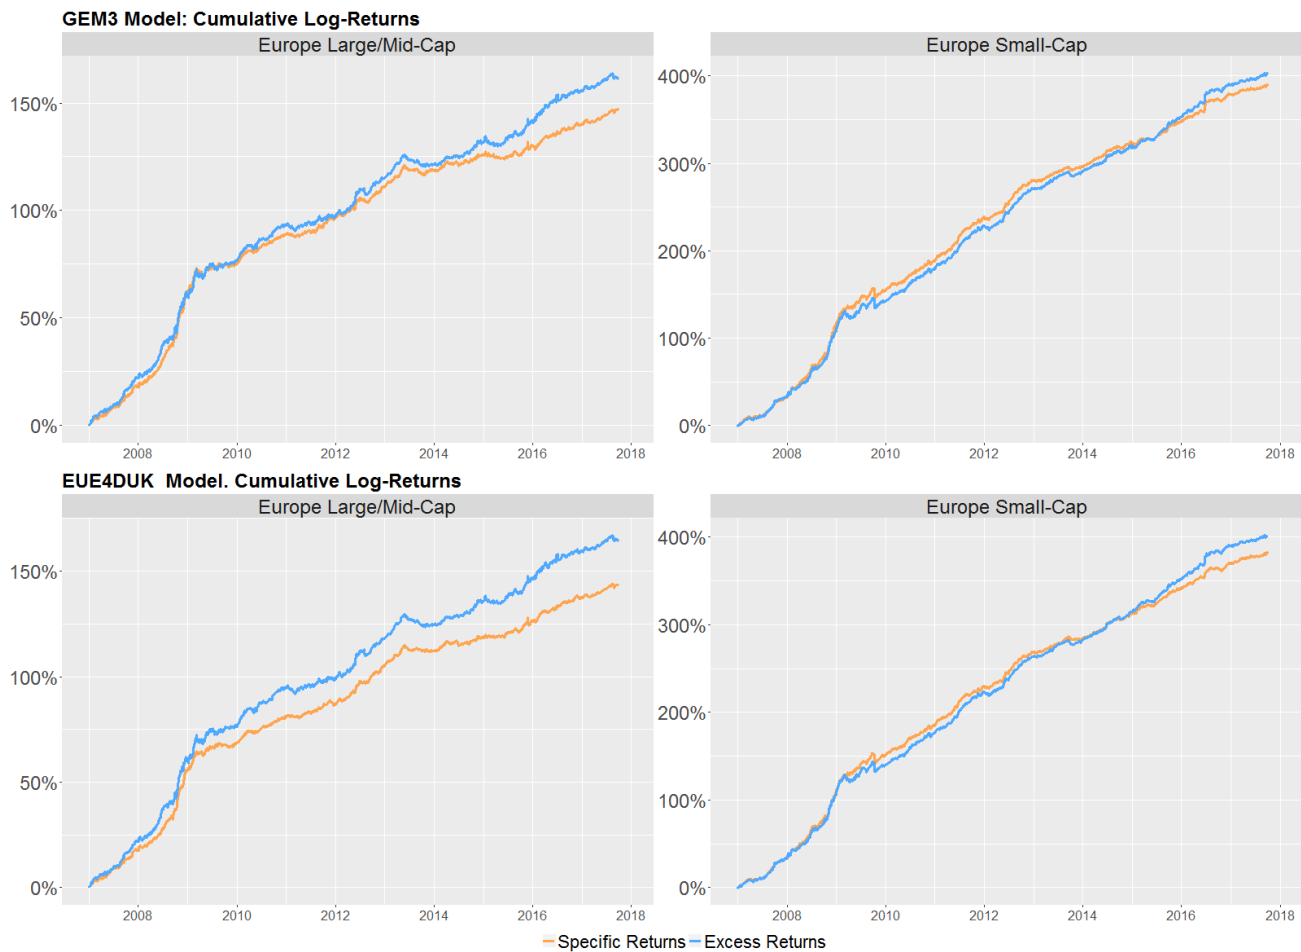 GEM3 Model: Cumulative Log-Returns
Europe Large/Mid-Cap
Europe Small-Cap
150%
100%
50%
0%
2008 2010 2012 2014 2016 2018
400%
300%
200%
100%
0%
2008 2010 2012 2014 2016 2018
EUE4DUK  Model. Cumulative Log-Returns
Europe Large/Mid-Cap
Europe Small-Cap
150%
100%
50%
0%
2008 2010 2012 2014 2016 2018
400%
300%
200%
100%
0%
2008 2010 2012 2014 2016 2018
Specific Returns Excess Returns